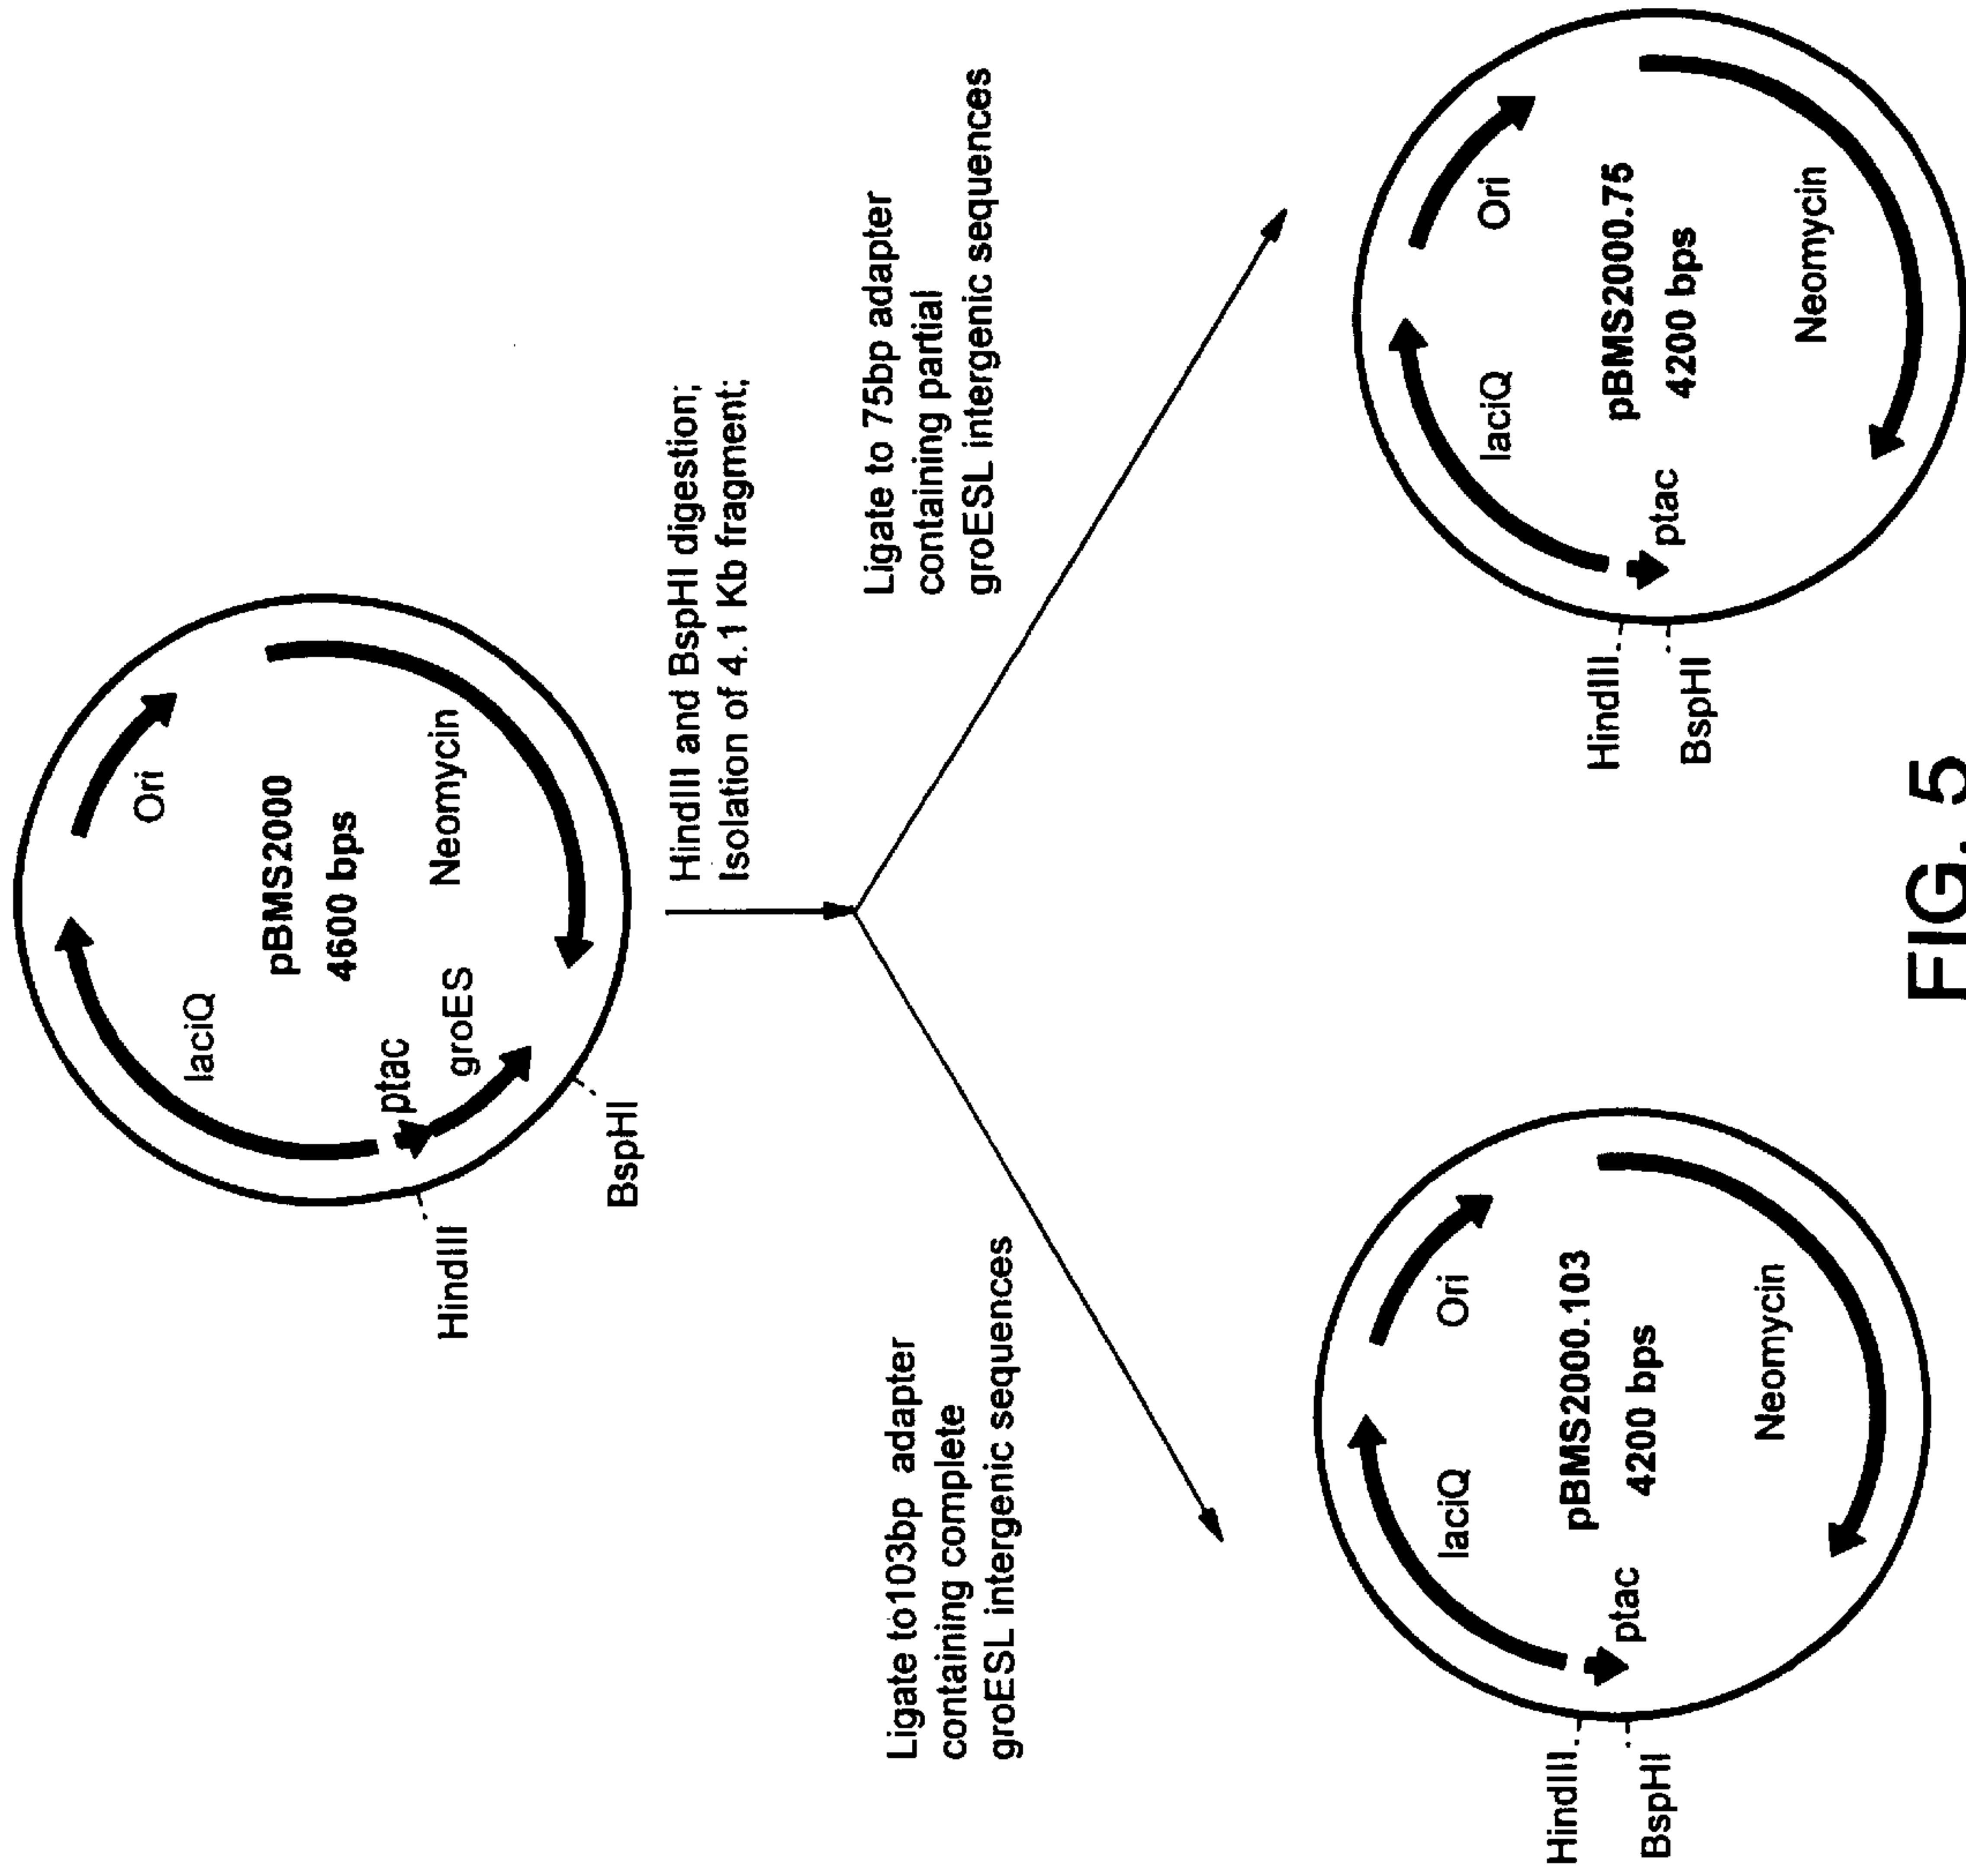 Ori
laciQ
pBMS2000
4600 bps
Neomycin
ptac
groES
HindIII
BspHI
HindIII and BspHI digestion;
Isolation of 4.1 Kb fragment;
Ligate to103bp adapter
containing complete
groESL intergenic sequences
Ligate to 75bp adapter
containing partial
groESL intergenic sequences
Ori
laciQ
pBMS2000.103
4200 bps
Neomycin
ptac
HindIII
BspHI
Ori
laciQ
pBMS2000.75
4200 bps
Neomycin
ptac
HindIII
BspHI
FIG. 5